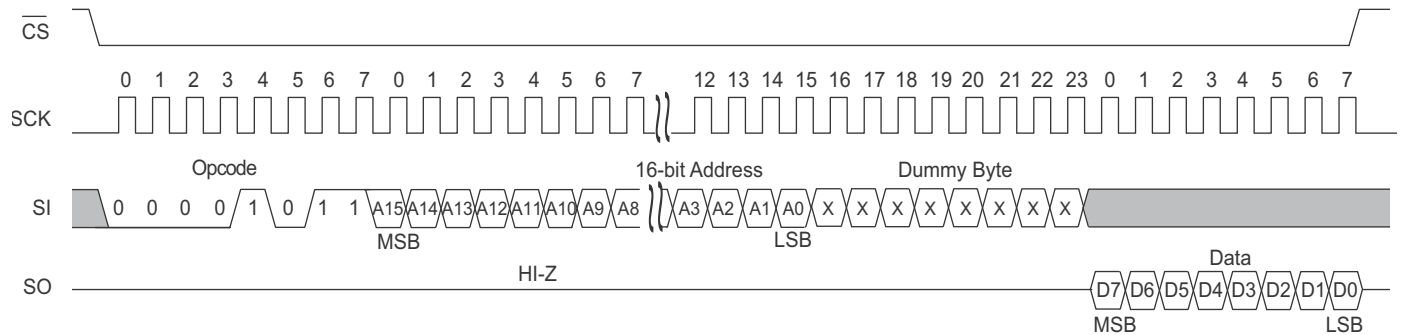 CS
0 1 2 3 4 5 6 7 0 1 2 3 4 5 6 7 12 13 14 15 16 17 18 19 20 21 22 23 0 1 2 3 4 5 6 7
SCK
Opcode 16-bit Address Dummy Byte
SI 0 0 0 0 1 0 1 1 A15 A14 A13 A12 A11 A10 A9 A8 A3 A2 A1 A0 X X X X X X X X
MSB LSB
HI-Z Data
SO D7 D6 D5 D4 D3 D2 D1 D0
MSB LSB